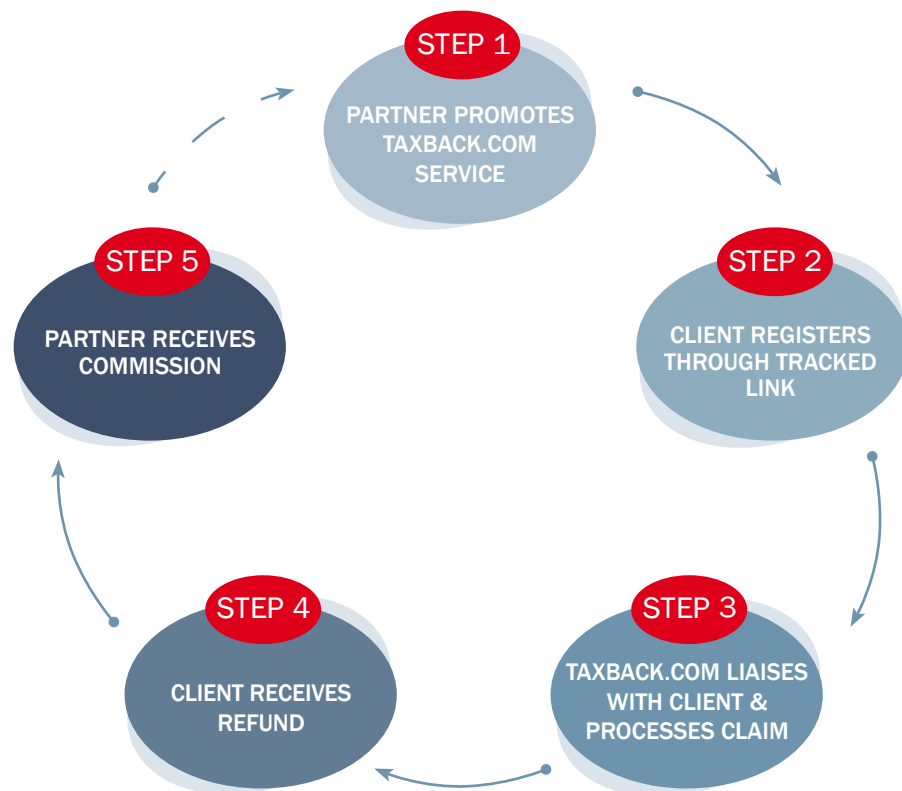 STEP 1
PARTNER PROMOTES
TAXBACK.COM
SERVICE
STEP 2
CLIENT REGISTERS
THROUGH TRACKED
LINK
STEP 3
TAXBACK.COM LIAISES
WITH CLIENT &
PROCESSES CLAIM
STEP 4
CLIENT RECEIVES
REFUND
STEP 5
PARTNER RECEIVES
COMMISSION